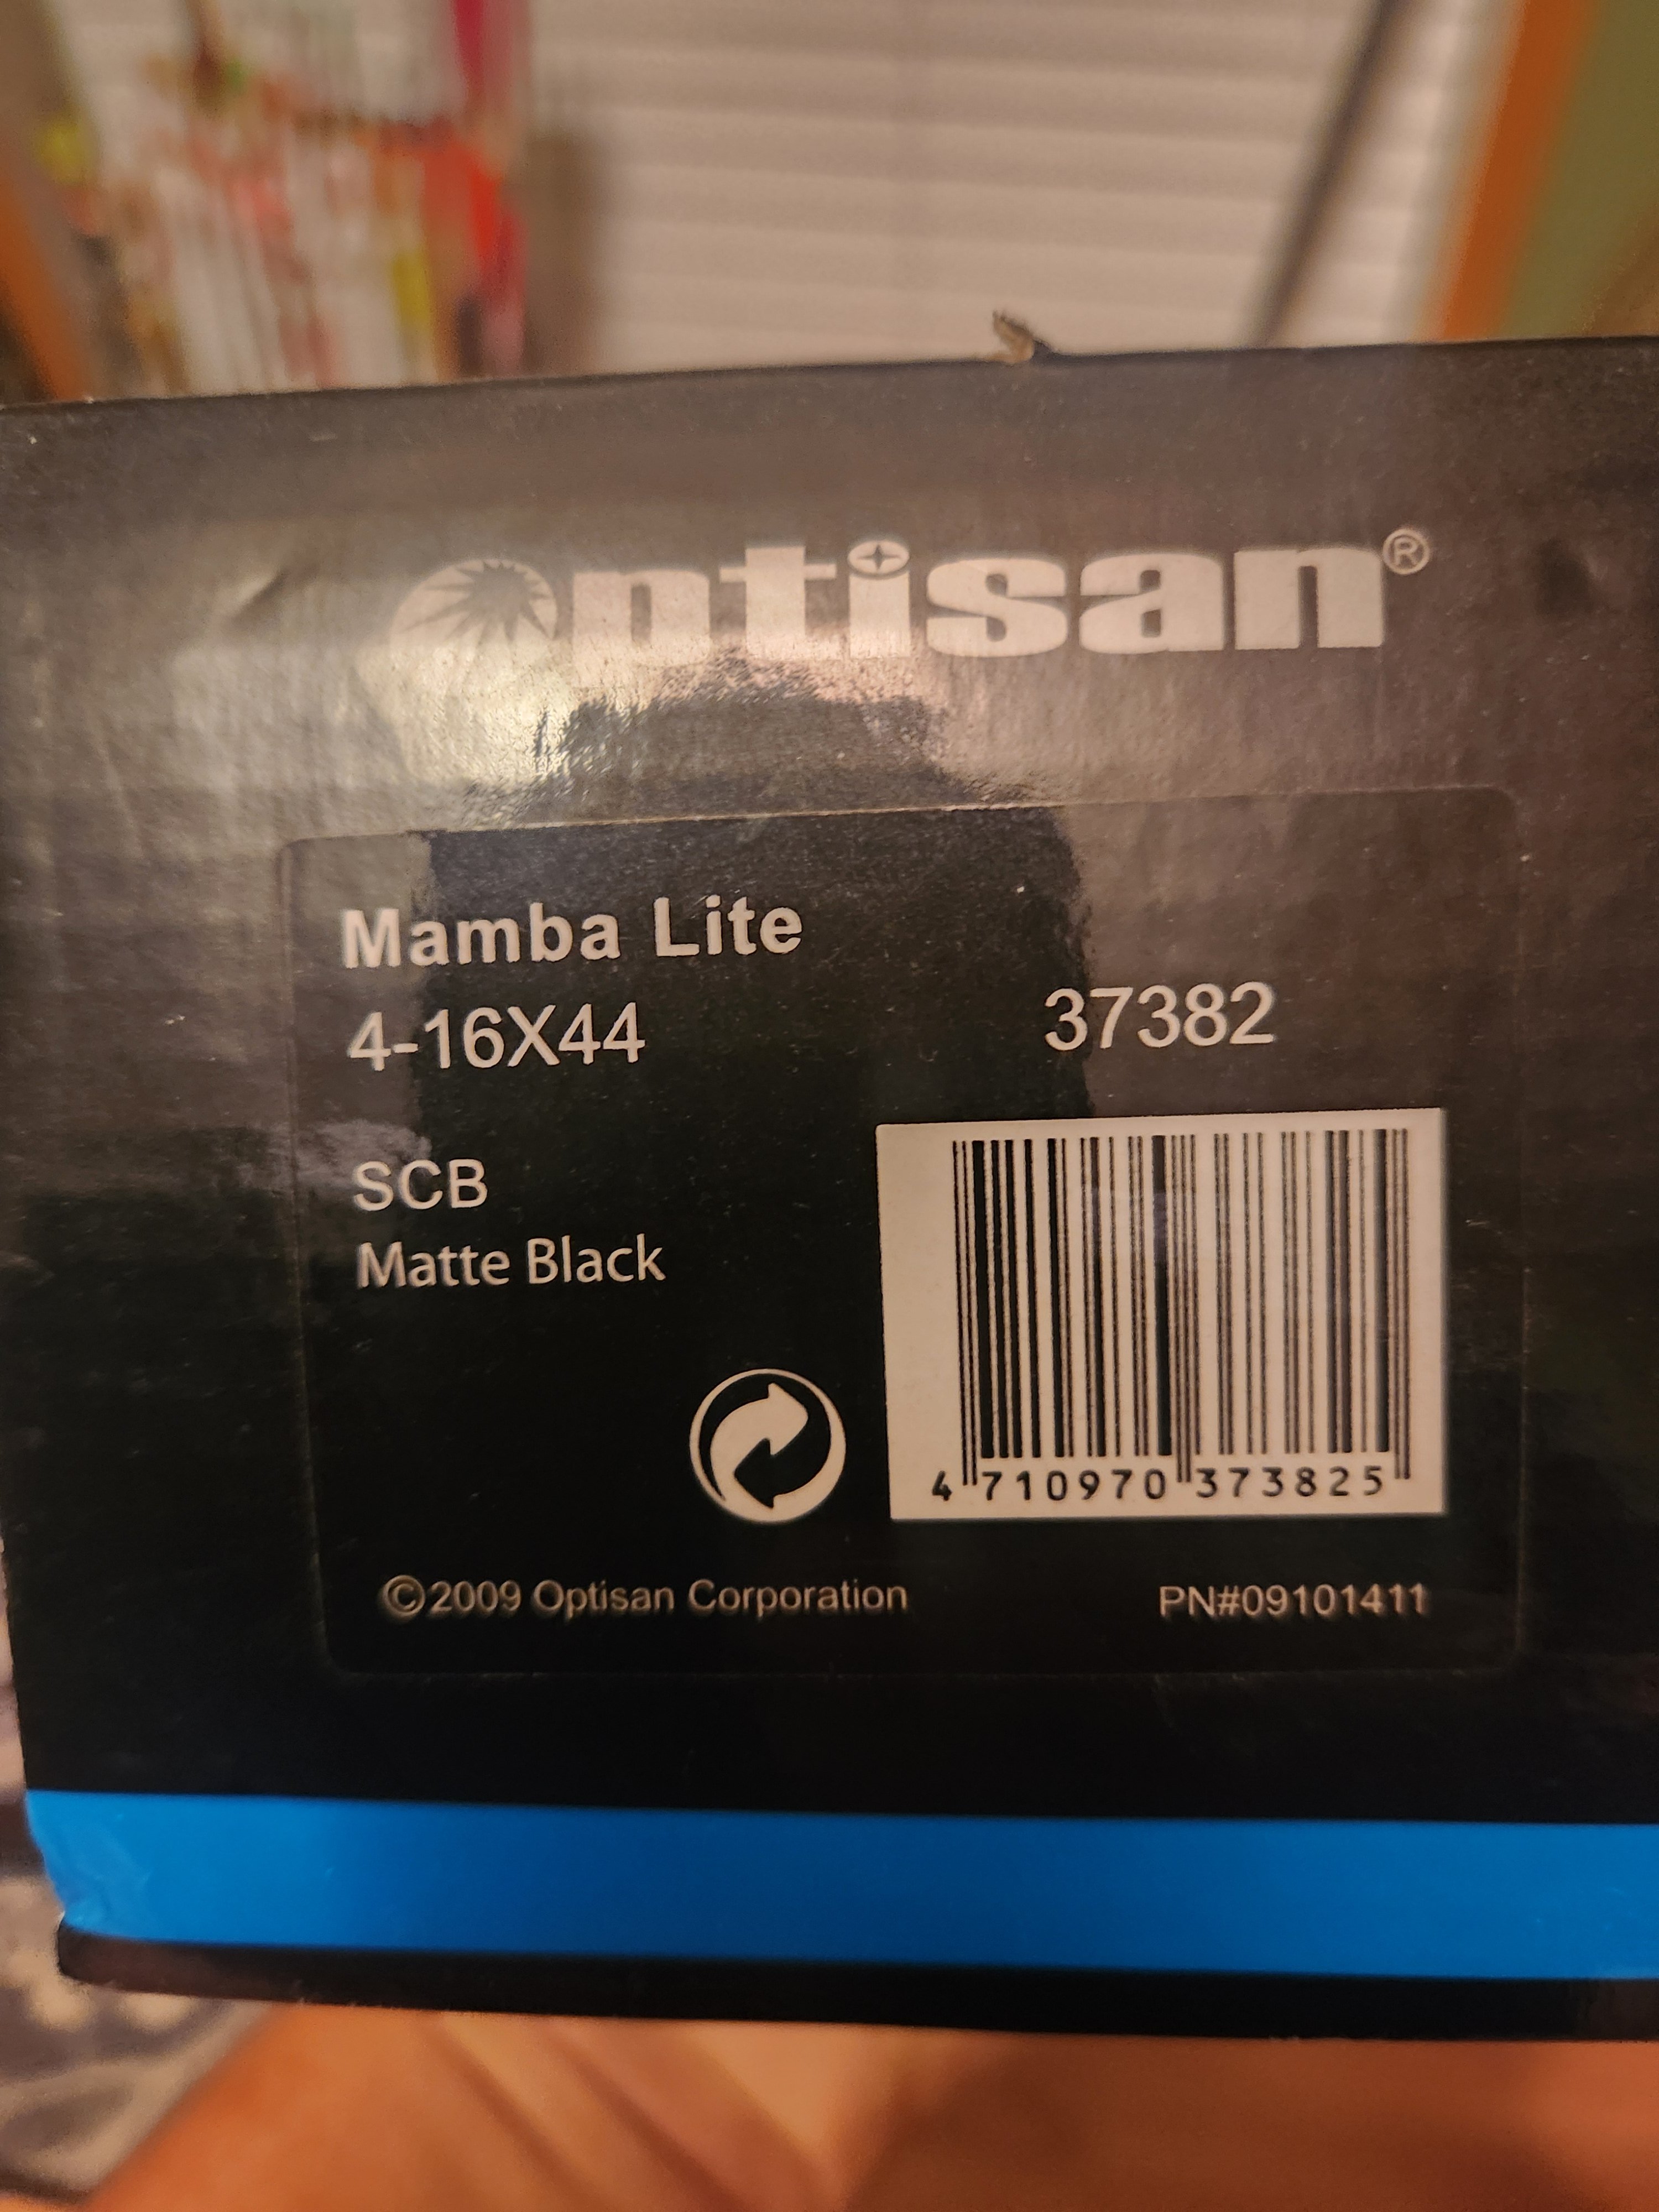 Optisan®
Mamba Lite
4-16X44
37382
SCB
Matte Black
4 710970 373825
©2009 Optisan Corporation
PN#09101411